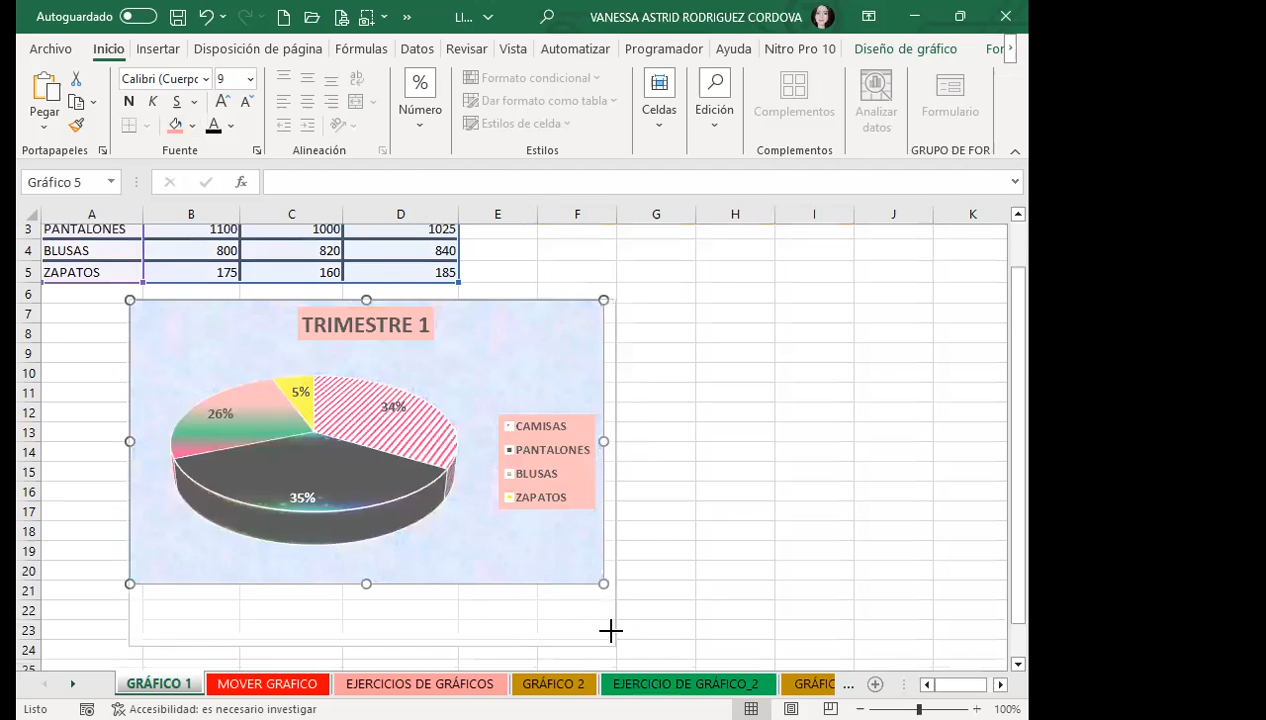 Autoguardado
LI...
VANESSA ASTRID RODRIGUEZ CORDOVA
Archivo Inicio Insertar Disposición de página Fórmulas Datos Revisar Vista Automatizar Programador Ayuda Nitro Pro 10 Diseño de gráfico For
Pegar
Portapapeles
Calibri (Cuerpo 9
N K S
Fuente
Alineación
% Número
Formato condicional
Dar formato como tabla
Estilos de celda
Estilos
Celdas
Edición
Complementos
Complementos
Analizar datos
Formulario
GRUPO DE FOR
Gráfico 5
fx
A B C D E F G H I J K
3 PANTALONES 1100 1000 1025
4 BLUSAS 800 820 840
5 ZAPATOS 175 160 185
6
7
8
9
10
11
12
13
14
15
16
17
18
19
20
21
22
23
24
25
TRIMESTRE 1
5%
34%
26%
35%
CAMISAS
PANTALONES
BLUSAS
ZAPATOS
GRÁFICO 1 MOVER GRAFICO EJERCICIOS DE GRÁFICOS GRÁFICO 2 EJERCICIO DE GRÁFICO_2 GRÁFIC ...
Listo
Accesibilidad: es necesario investigar
100%